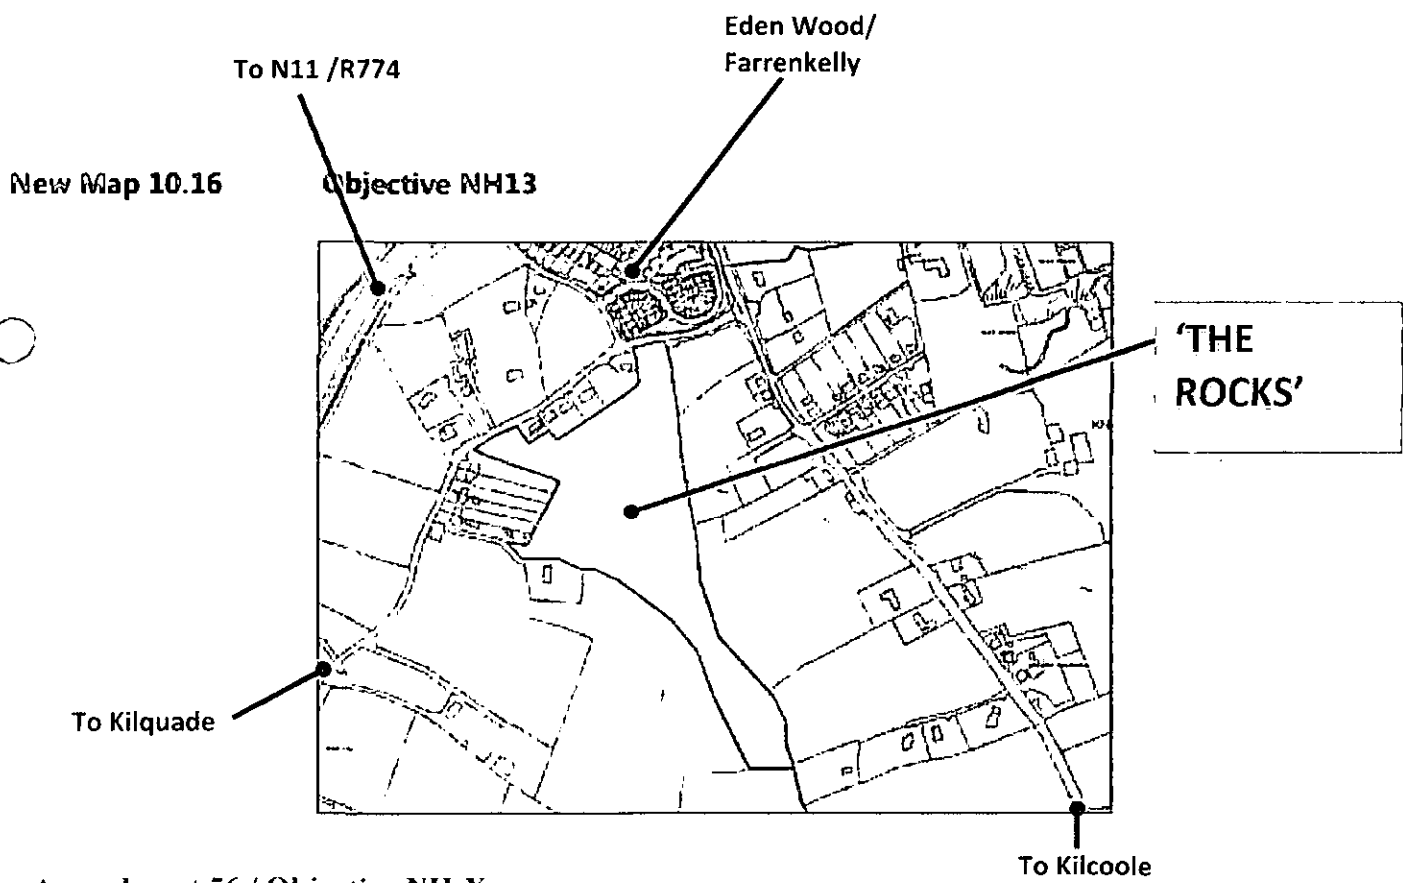 Eden Wood/
Farrenkelly
To N11 /R774
New Map 10.16 Objective NH13
'THE
ROCKS'
To Kilquade
To Kilcoole